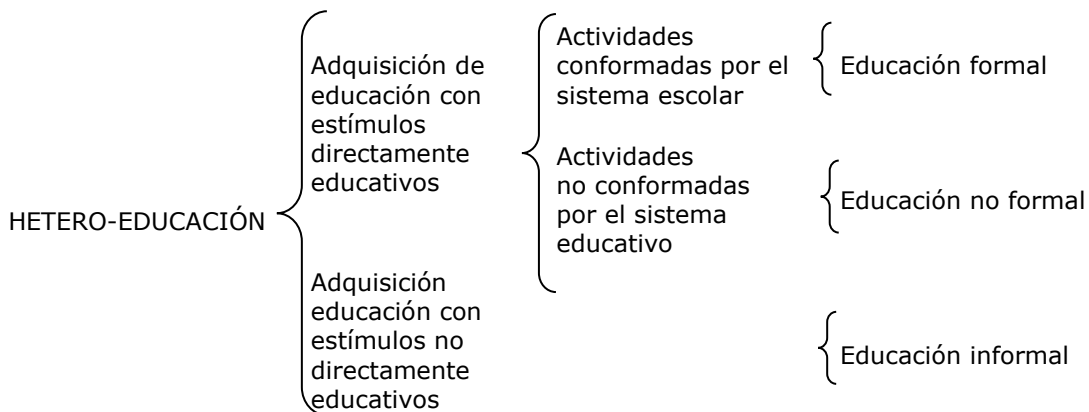 HETERO-EDUCACIÓN
Adquisición de
educación con
estímulos
directamente
educativos
Actividades
conformadas por el
sistema escolar
Educación formal
Actividades
no conformadas
por el sistema
educativo
Educación no formal
Adquisición
educación con
estímulos no
directamente
educativos
Educación informal